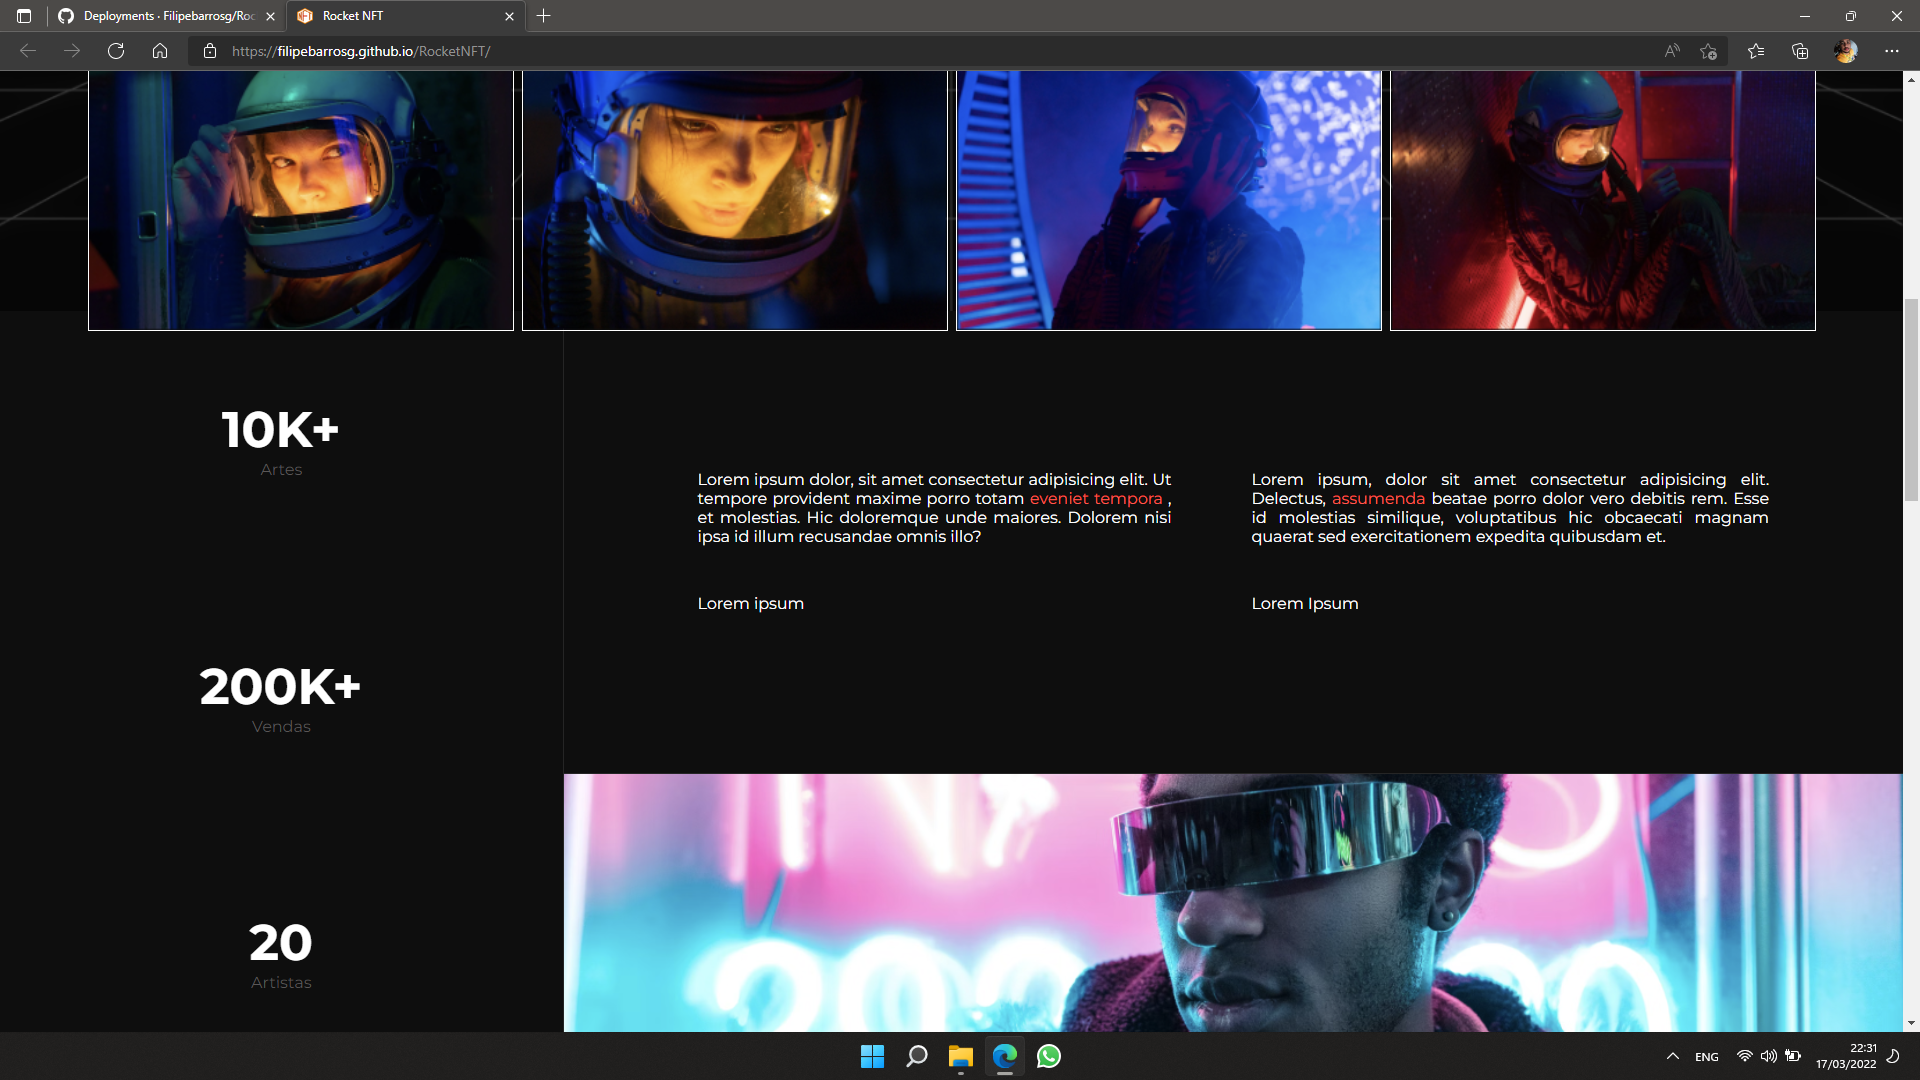 Deployments · Filipebarrosg/Roc
Rocket NFT
https://filipebarrosg.github.io/RocketNFT/
10K+
Artes
Lorem ipsum dolor, sit amet consectetur adipisicing elit. Ut
tempore provident maxime porro totam eveniet tempora ,
et molestias. Hic doloremque unde maiores. Dolorem nisi
ipsa id illum recusandae omnis illo?
Lorem ipsum
Lorem ipsum, dolor sit amet consectetur adipisicing elit.
Delectus, assumenda beatae porro dolor vero debitis rem. Esse
id molestias similique, voluptatibus hic obcaecati magnam
quaerat sed exercitationem expedita quibusdam et.
Lorem Ipsum
200K+
Vendas
20
Artistas
ENG
22:31
17/03/2022